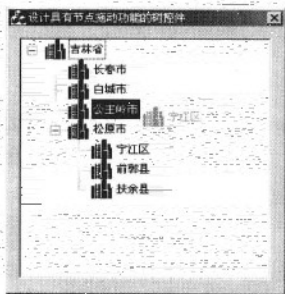 设计具有节点拖动功能的树控件
吉林省
长春市
白城市
公主岭市 宁江区
松原市
宁江区
前郭县
扶余县